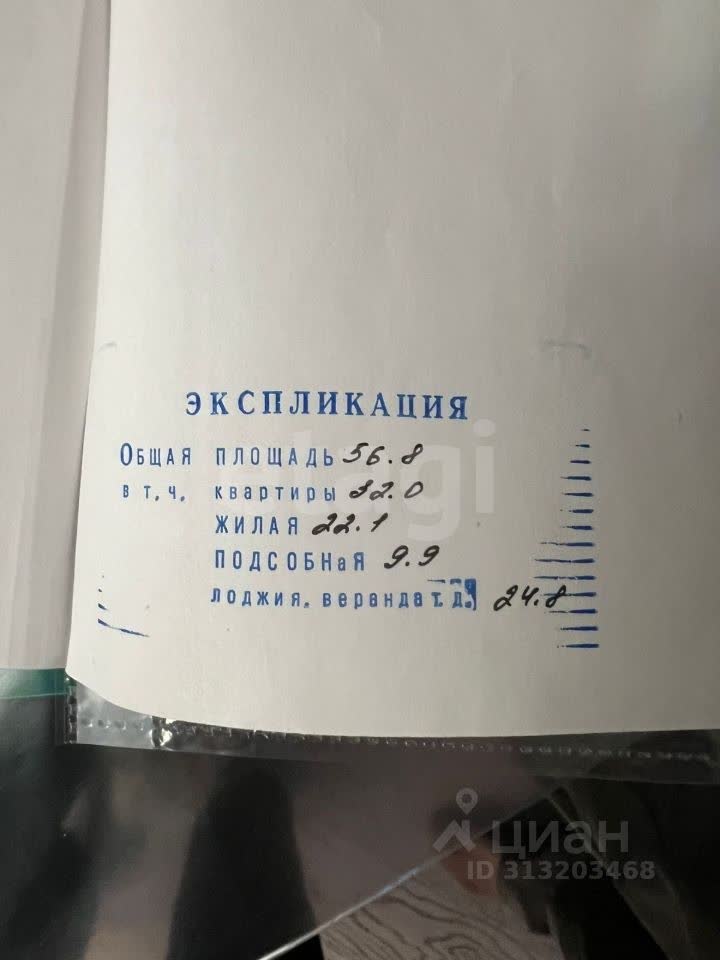 ЭКСПЛИКАЦИЯ
ОБЩАЯ ПЛОЩАДЬ 56.8
в т.ч. квартиры 32.0
ЖИЛАЯ 22.1
ПОДСОБНаЯ 9.9
лоджия. веранда т.д. 24.8
etagi
циан
ID 313203468